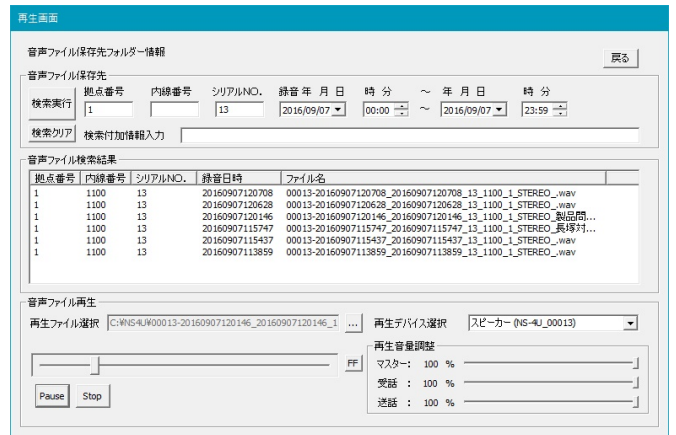 再生画面
音声ファイル保存先フォルダー情報
戻る
音声ファイル保存先
拠点番号 内線番号 シリアルNO. 録音 年 月 日 時 分 ～ 年 月 日 時 分
検索実行 1 13 2016/09/07 00:00 ～ 2016/09/07 23:59
検索クリア 検索付加情報入力
音声ファイル検索結果
拠点番号 内線番号 シリアルNO. 録音日時 ファイル名
1 1100 13 20160907120708 00013-20160907120708_20160907120708_13_1100_1_STEREO_.wav
1 1100 13 20160907120628 00013-20160907120628_20160907120628_13_1100_1_STEREO_.wav
1 1100 13 20160907120146 00013-20160907120146_20160907120146_13_1100_1_STEREO_製品問...
1 1100 13 20160907115747 00013-20160907115747_20160907115747_13_1100_1_STEREO_長塚対...
1 1100 13 20160907115437 00013-20160907115437_20160907115437_13_1100_1_STEREO_.wav
1 1100 13 20160907113859 00013-20160907113859_20160907113859_13_1100_1_STEREO_.wav
音声ファイル再生
再生ファイル選択 C:¥NS4U¥00013-20160907120146_20160907120146_1 ... 再生デバイス選択 スピーカー (NS-4U_00013)
再生音量調整
FF マスター： 100 %
受話 ： 100 %
Pause Stop
送話 ： 100 %